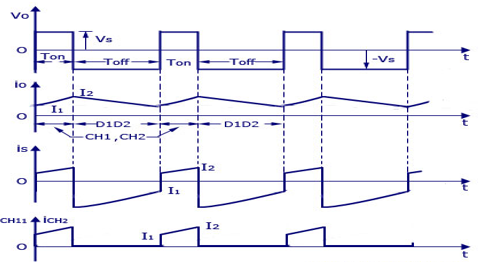 Vo
Vs
O
Ton
Toff
Ton
Toff
-Vs
t
io
I2
I1
O
t
D1D2
D1D2
CH1,CH2
is
I2
O
I1
t
CH11 iCH2
I1
I2
O
t